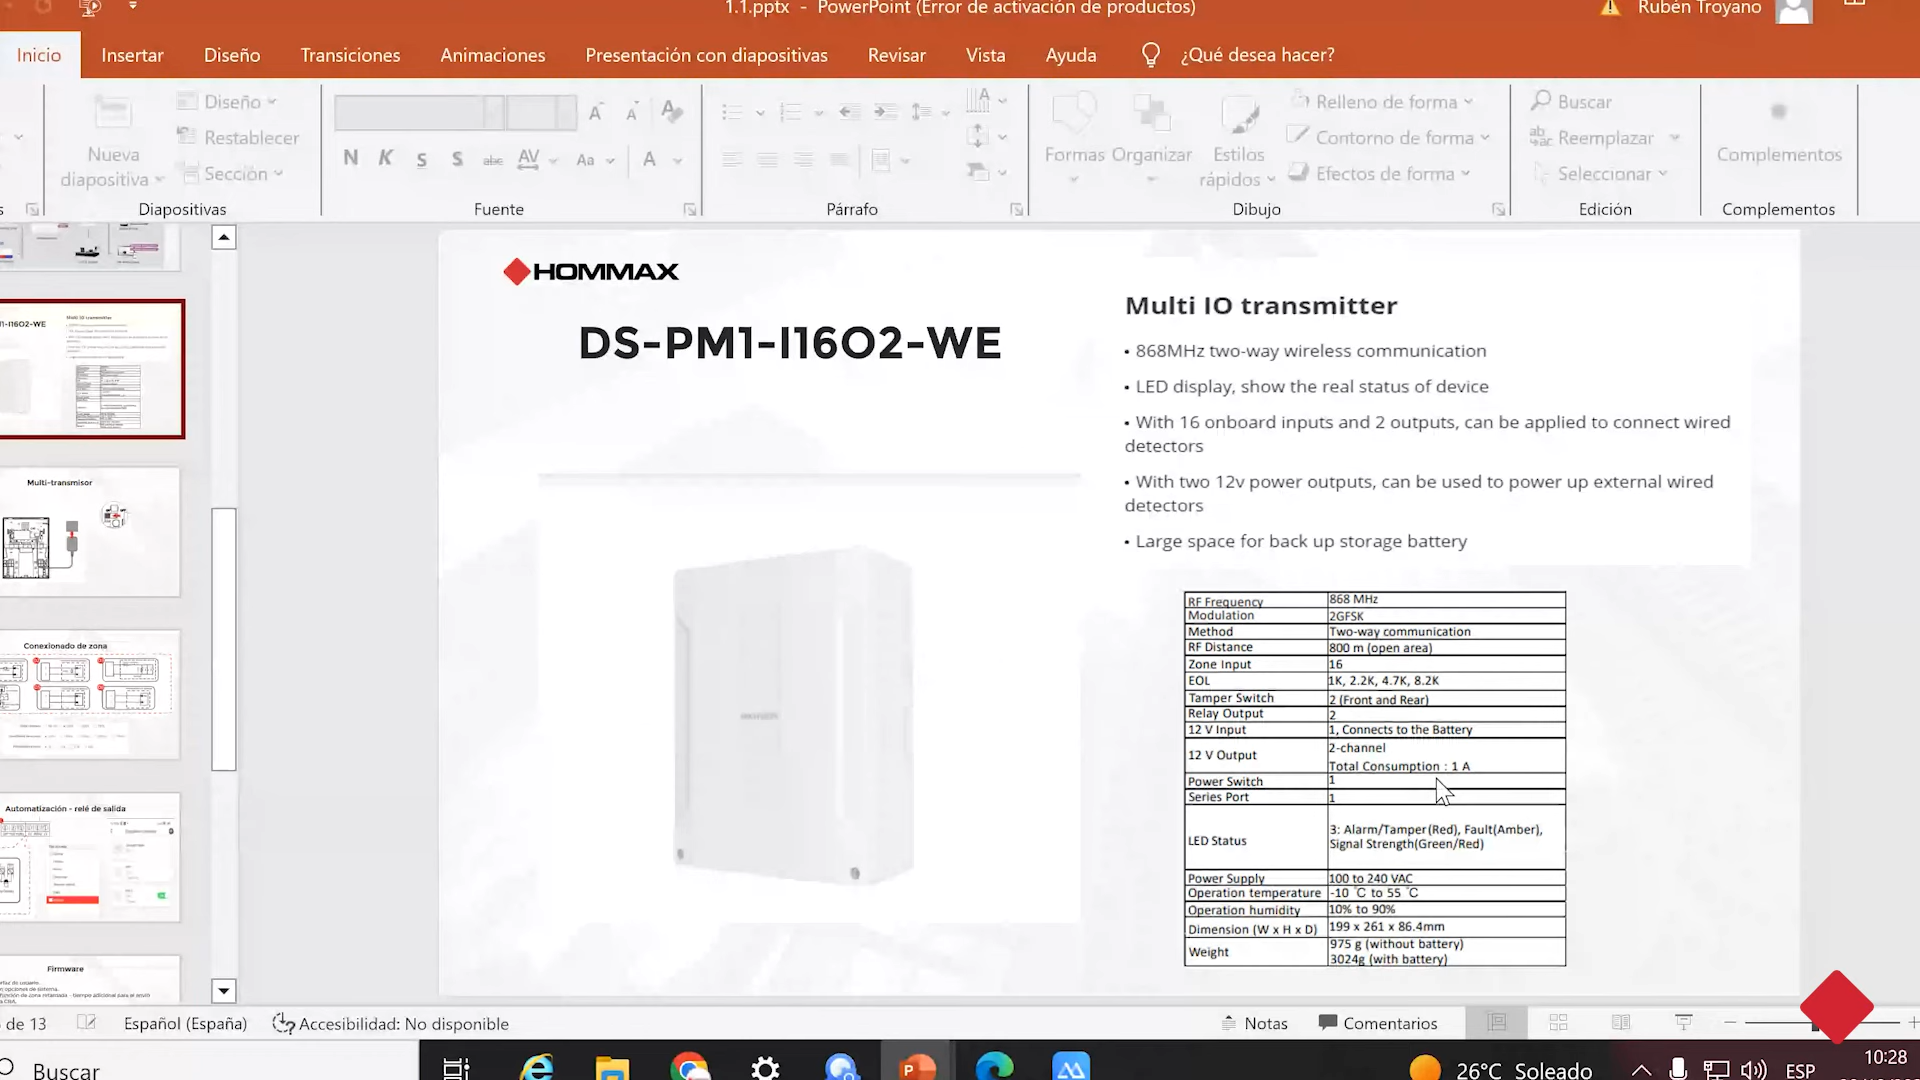 1.1.pptx - PowerPoint (Error de activación de productos)
Rubén Troyano
Inicio
Insertar
Diseño
Transiciones
Animaciones
Presentación con diapositivas
Revisar
Vista
Ayuda
¿Qué desea hacer?
Nueva
diapositiva
Diseño
Restablecer
Sección
Diapositivas
N K S S abc AV Aa A
Fuente
Párrafo
Formas
Organizar
Estilos
rápidos
Relleno de forma
Contorno de forma
Efectos de forma
Dibujo
Buscar
Reemplazar
Seleccionar
Edición
Complementos
Complementos
Multi-transmisor
Conexionado de zona
Automatización - relé de salida
Firmware
HOMMAX
DS-PM1-I16O2-WE
Multi IO transmitter
• 868MHz two-way wireless communication
• LED display, show the real status of device
• With 16 onboard inputs and 2 outputs, can be applied to connect wired
detectors
• With two 12v power outputs, can be used to power up external wired
detectors
• Large space for back up storage battery
RF Frequency 868 MHz
Modulation 2GFSK
Method Two-way communication
RF Distance 800 m (open area)
Zone Input 16
EOL 1K, 2.2K, 4.7K, 8.2K
Tamper Switch 2 (Front and Rear)
Relay Output 2
12 V Input 1, Connects to the Battery
12 V Output 2-channel
Total Consumption : 1 A
Power Switch 1
Series Port 1
LED Status 3: Alarm/Tamper(Red), Fault(Amber),
Signal Strength(Green/Red)
Power Supply 100 to 240 VAC
Operation temperature -10 °C to 55 °C
Operation humidity 10% to 90%
Dimension (W x H x D) 199 x 261 x 86.4mm
Weight 975 g (without battery)
3024g (with battery)
de 13
Español (España)
Accesibilidad: No disponible
Notas
Comentarios
Buscar
26°C Soleado
ESP
10:28